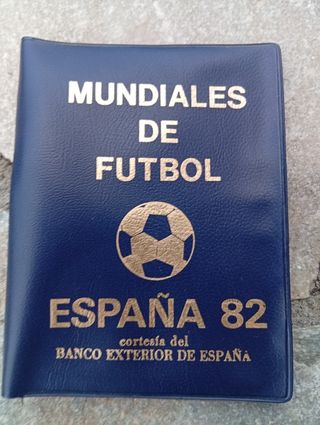 MUNDIALES
DE
FUTBOL
ESPAÑA 82
cortesía del
BANCO EXTERIOR DE ESPAÑA